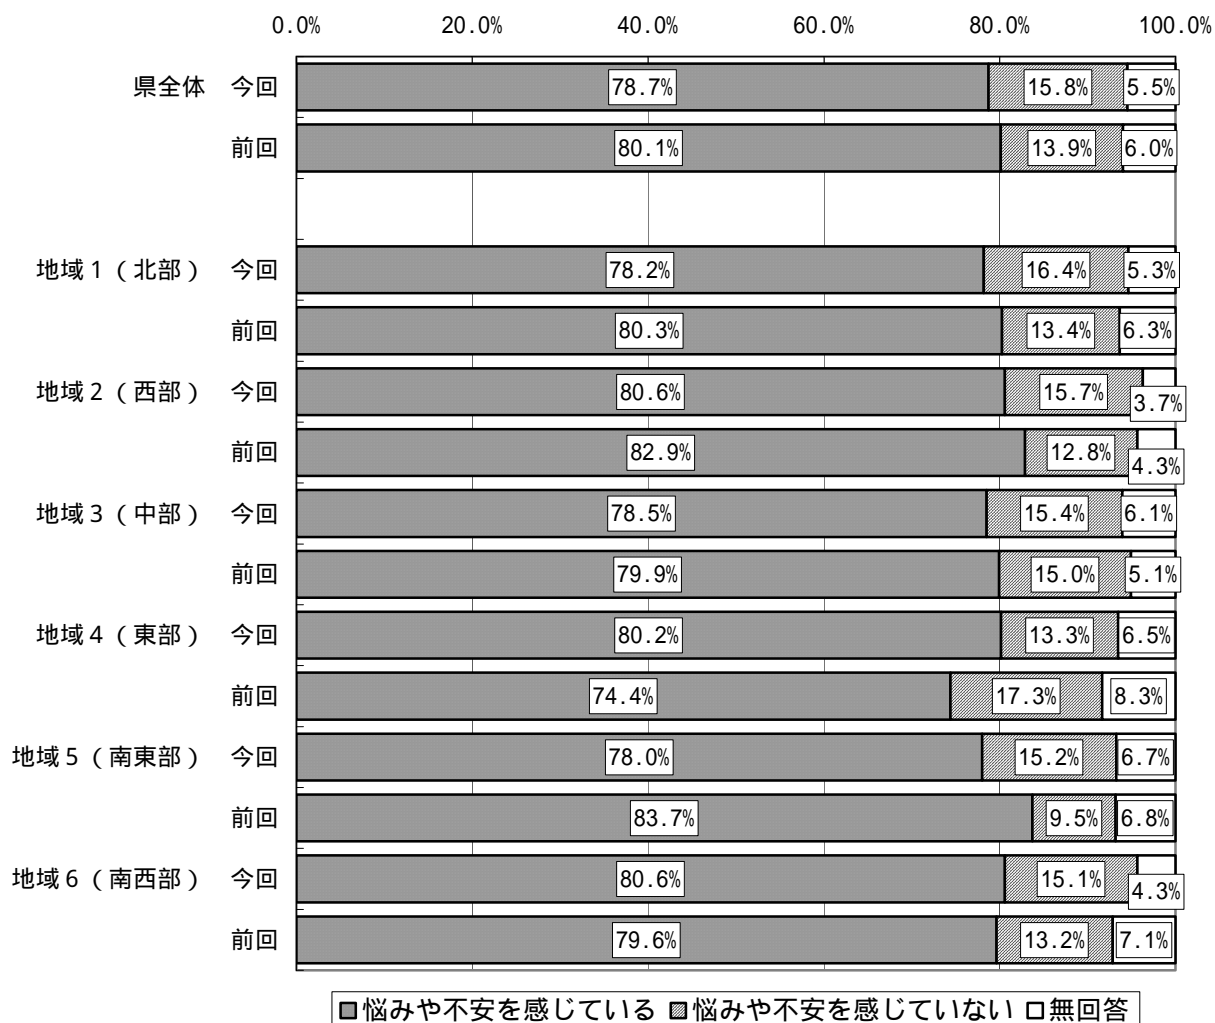 0.0% 20.0% 40.0% 60.0% 80.0% 100.0%
県全体 今回 78.7% 15.8% 5.5%
前回 80.1% 13.9% 6.0%
地域1（北部） 今回 78.2% 16.4% 5.3%
前回 80.3% 13.4% 6.3%
地域2（西部） 今回 80.6% 15.7% 3.7%
前回 82.9% 12.8% 4.3%
地域3（中部） 今回 78.5% 15.4% 6.1%
前回 79.9% 15.0% 5.1%
地域4（東部） 今回 80.2% 13.3% 6.5%
前回 74.4% 17.3% 8.3%
地域5（南東部） 今回 78.0% 15.2% 6.7%
前回 83.7% 9.5% 6.8%
地域6（南西部） 今回 80.6% 15.1% 4.3%
前回 79.6% 13.2% 7.1%
悩みや不安を感じている 悩みや不安を感じていない 無回答